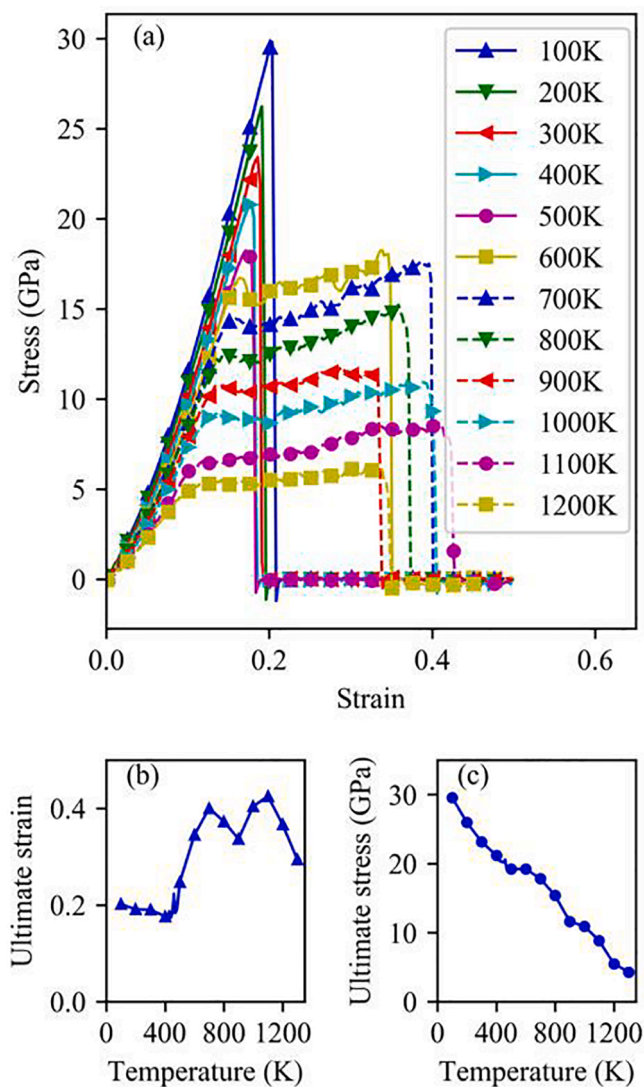 (a)
30
25
20
15
10
5
0
Stress (GPa)
100K
200K
300K
400K
500K
600K
700K
800K
900K
1000K
1100K
1200K
0.0 0.2 0.4 0.6
Strain
(b)
0.4
0.2
0.0
Ultimate strain
0 400 800 1200
Temperature (K)
(c)
30
20
10
0
Ultimate stress (GPa)
0 400 800 1200
Temperature (K)